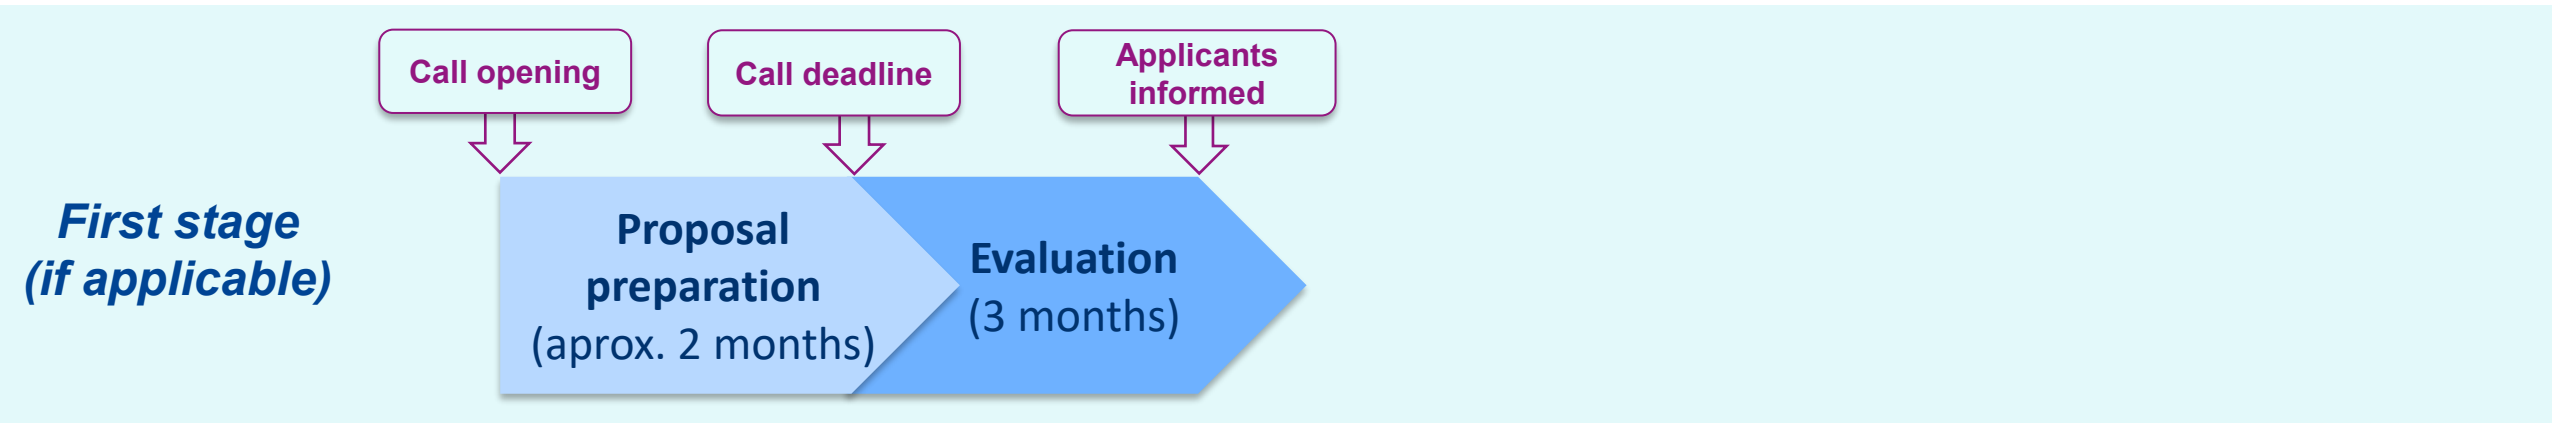 Call opening
Call deadline
Applicants
informed
First stage
(if applicable)
Proposal
preparation
(aprox. 2 months)
Evaluation
(3 months)